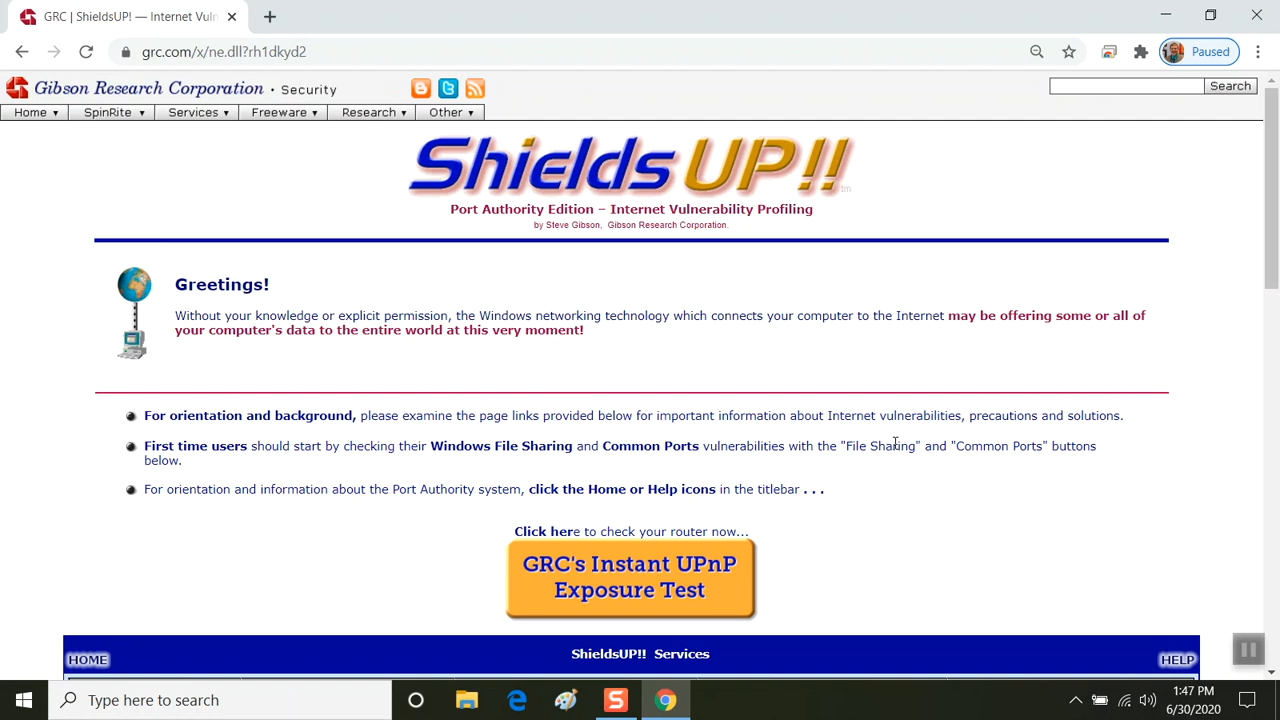 GRC | ShieldsUP! — Internet Vuln
grc.com/x/ne.dll?rh1dkyd2
Paused
Gibson Research Corporation • Security
Search
Home ▾ SpinRite ▾ Services ▾ Freeware ▾ Research ▾ Other ▾
ShieldsUP!! tm
Port Authority Edition – Internet Vulnerability Profiling
by Steve Gibson, Gibson Research Corporation.
Greetings!
Without your knowledge or explicit permission, the Windows networking technology which connects your computer to the Internet may be offering some or all of
your computer's data to the entire world at this very moment!
For orientation and background, please examine the page links provided below for important information about Internet vulnerabilities, precautions and solutions.
First time users should start by checking their Windows File Sharing and Common Ports vulnerabilities with the "File Sharing" and "Common Ports" buttons
below.
For orientation and information about the Port Authority system, click the Home or Help icons in the titlebar . . .
Click here to check your router now...
GRC's Instant UPnP
Exposure Test
HOME ShieldsUP!! Services HELP
Type here to search
S
1:47 PM
6/30/2020